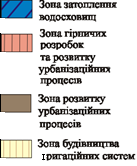 Зона затоплення
водосховищ
Зона гірничих
розробок
та розвитку
урбанізаційних
процесів
Зона розвитку
урбанізаційних
процесів
Зона будівництва
іригаційних систем